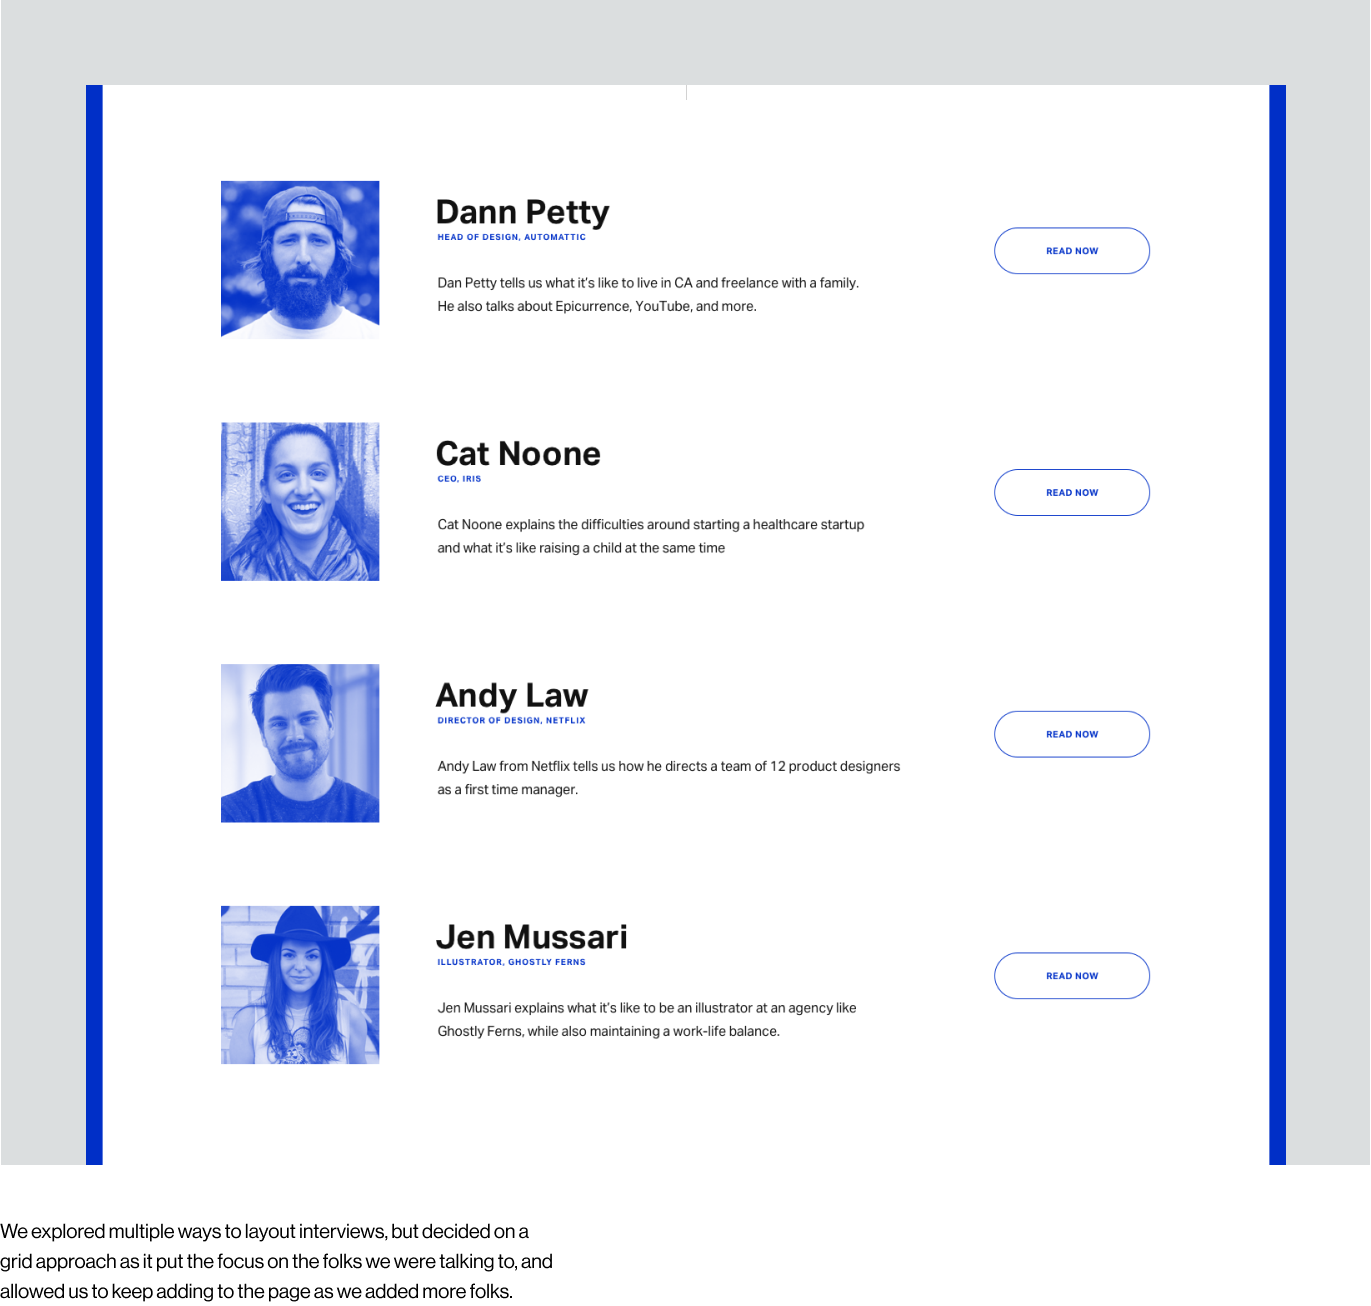 Dann Petty
HEAD OF DESIGN, AUTOMATTIC
READ NOW
Dan Petty tells us what it's like to live in CA and freelance with a family.
He also talks about Epicurrence, YouTube, and more.
Cat Noone
CEO, IRIS
READ NOW
Cat Noone explains the difficulties around starting a healthcare startup
and what it's like raising a child at the same time
Andy Law
DIRECTOR OF DESIGN, NETFLIX
READ NOW
Andy Law from Netflix tells us how he directs a team of 12 product designers
as a first time manager.
Jen Mussari
ILLUSTRATOR, GHOSTLY FERNS
READ NOW
Jen Mussari explains what it's like to be an illustrator at an agency like
Ghostly Ferns, while also maintaining a work-life balance.
We explored multiple ways to layout interviews, but decided on a
grid approach as it put the focus on the folks we were talking to, and
allowed us to keep adding to the page as we added more folks.